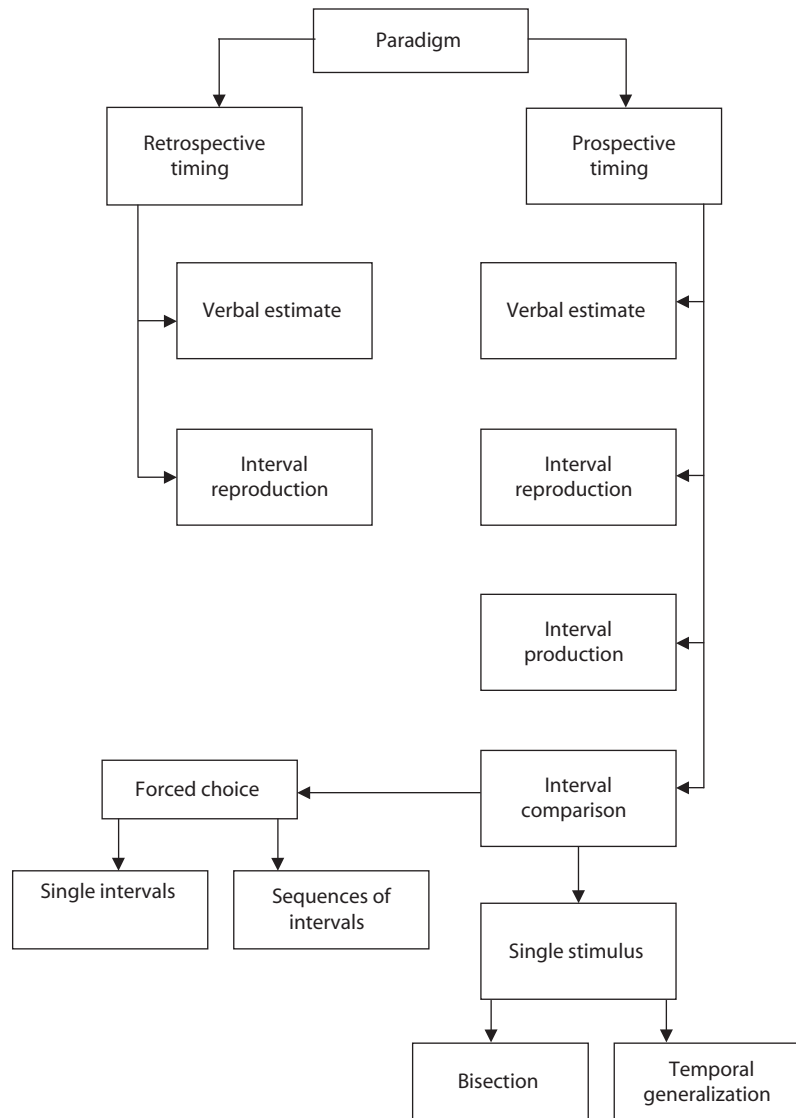 Paradigm
Retrospective
timing
Prospective
timing
Verbal estimate
Verbal estimate
Interval
reproduction
Interval
reproduction
Interval
production
Forced choice
Interval
comparison
Single intervals
Sequences of
intervals
Single stimulus
Bisection
Temporal
generalization